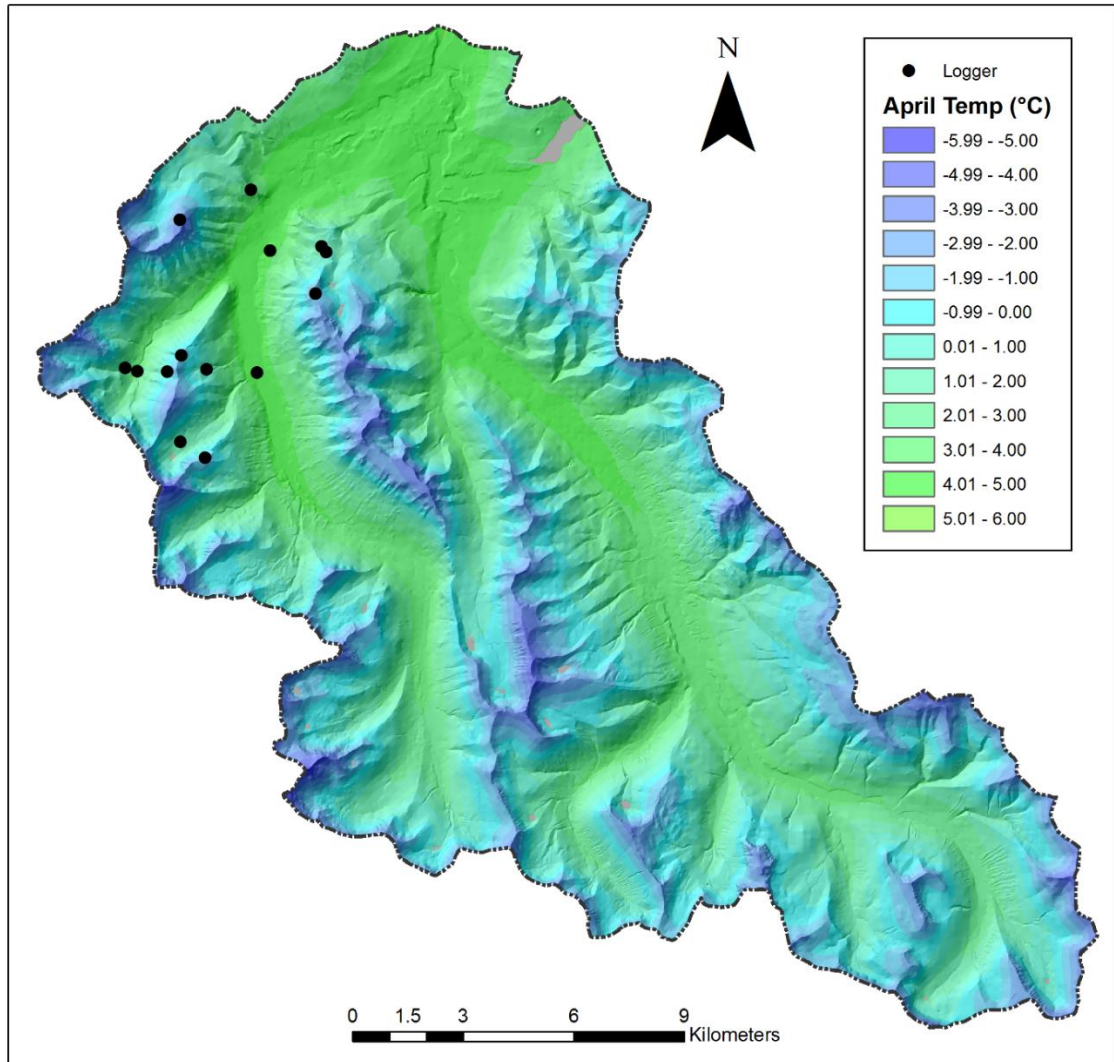 N
Logger
April Temp (°C)
-5.99 - -5.00
-4.99 - -4.00
-3.99 - -3.00
-2.99 - -2.00
-1.99 - -1.00
-0.99 - 0.00
0.01 - 1.00
1.01 - 2.00
2.01 - 3.00
3.01 - 4.00
4.01 - 5.00
5.01 - 6.00
0 1.5 3 6 9
Kilometers